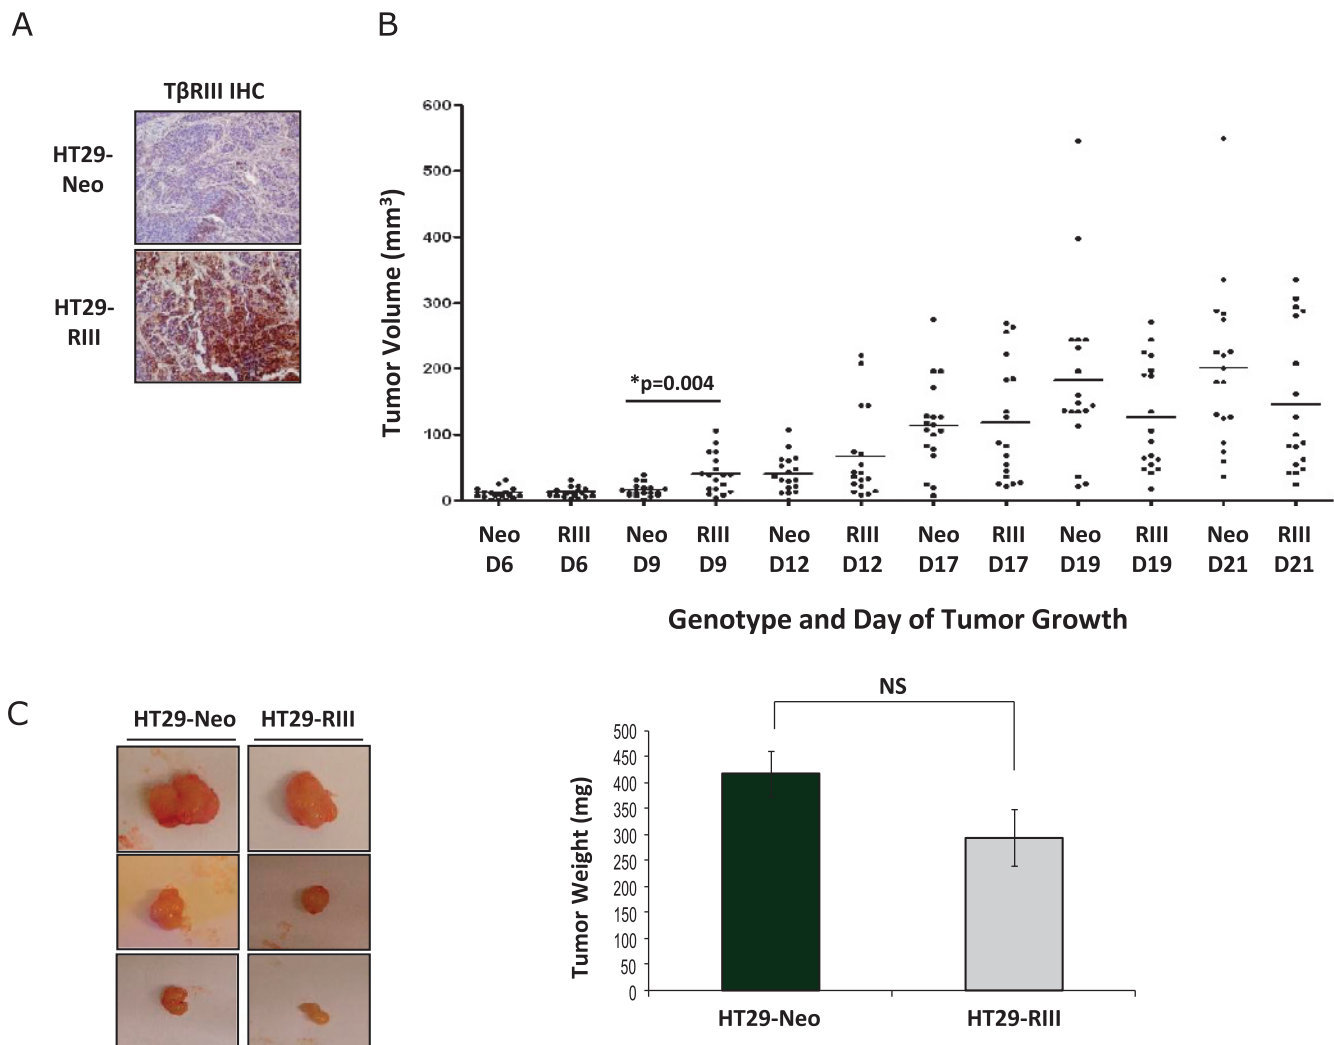 A
B
TβRIII IHC
HT29-
Neo
HT29-
RIII
Tumor Volume (mm³)
600
500
400
300
200
100
0
*p=0.004
Neo RIII Neo RIII Neo RIII Neo RIII Neo RIII Neo RIII
D6 D6 D9 D9 D12 D12 D17 D17 D19 D19 D21 D21
Genotype and Day of Tumor Growth
C
HT29-Neo HT29-RIII
NS
Tumor Weight (mg)
500
450
400
350
300
250
200
150
100
50
0
HT29-Neo HT29-RIII